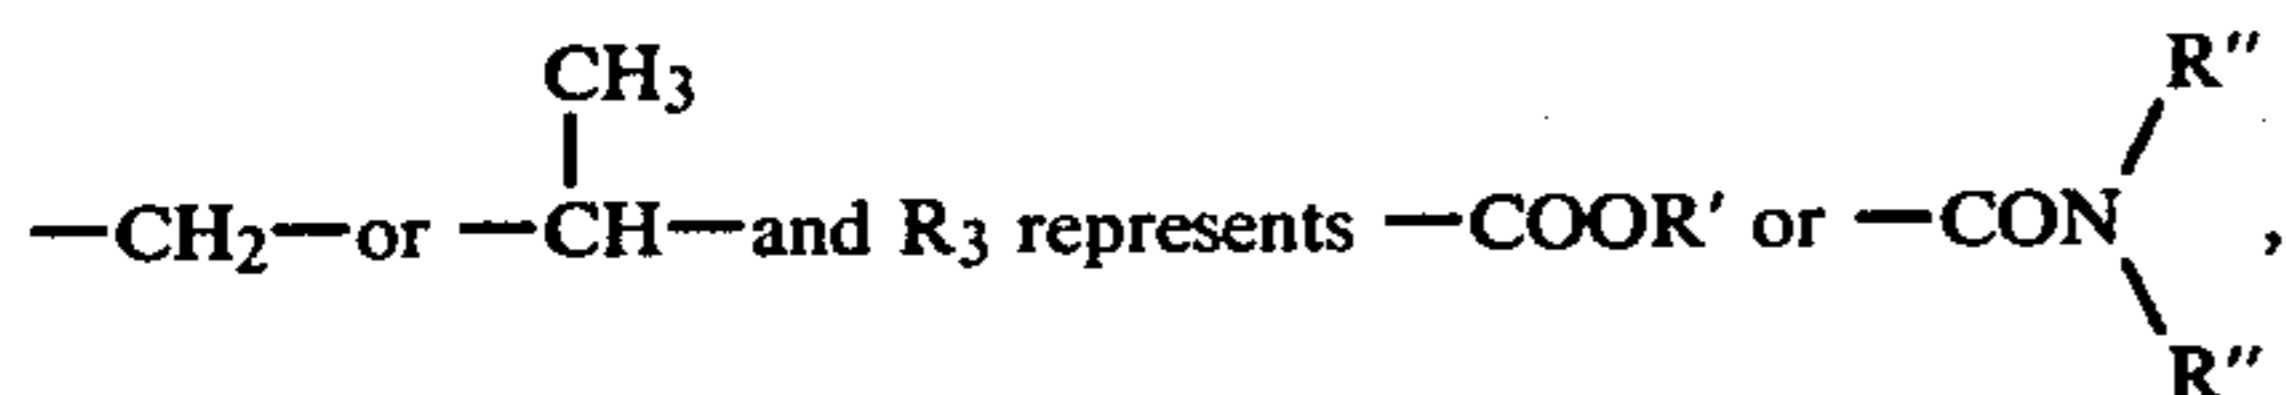 CH₃ R″
—CH₂—or —CH—and R₃ represents —COOR′ or —CON ,
R″